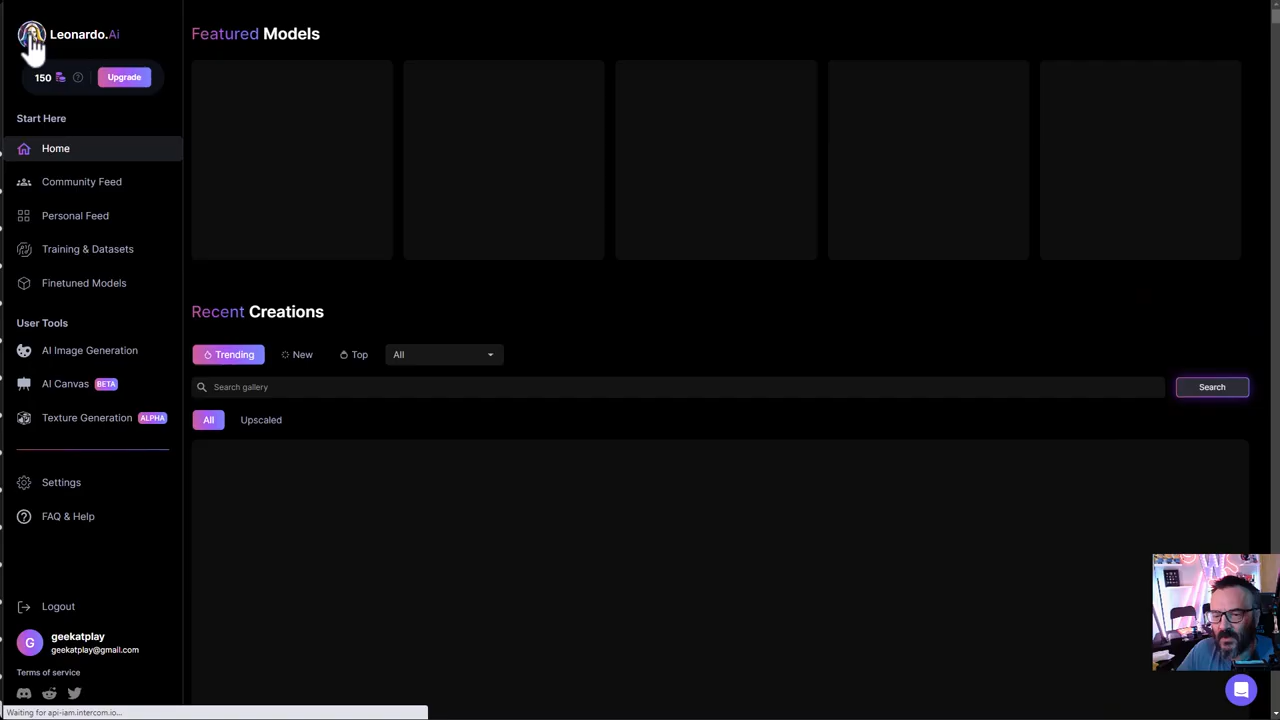 Leonardo.Ai
150
Upgrade
Start Here
Home
Community Feed
Personal Feed
Training & Datasets
Finetuned Models
User Tools
AI Image Generation
AI Canvas BETA
Texture Generation ALPHA
Settings
FAQ & Help
Logout
G
geekatplay
geekatplay@gmail.com
Terms of service
Waiting for api-iam.intercom.io...
Featured Models
Recent Creations
Trending New Top All
Search gallery
Search
All Upscaled